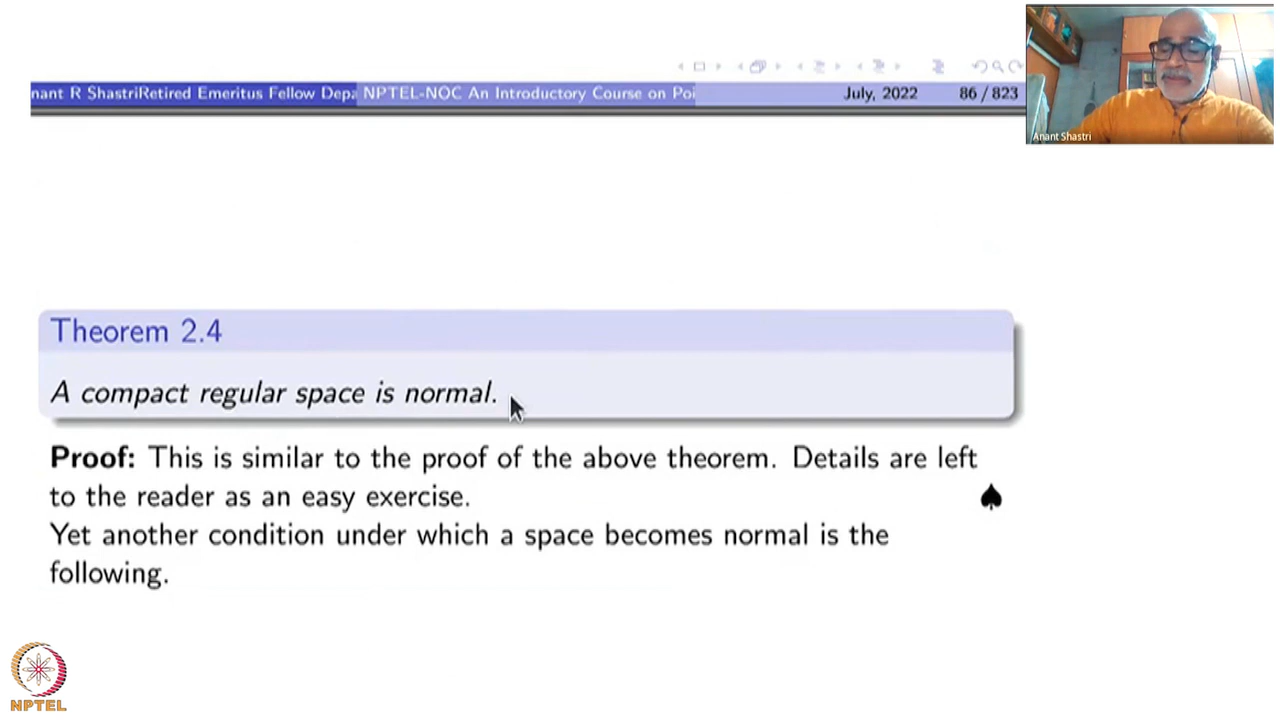 nant R ShastriRetired Emeritus Fellow Depa NPTEL-NOC An Introductory Course on Poi July, 2022 86 / 823
Anant Shastri
Theorem 2.4
A compact regular space is normal.
Proof: This is similar to the proof of the above theorem. Details are left
to the reader as an easy exercise. ♠
Yet another condition under which a space becomes normal is the
following.
NPTEL